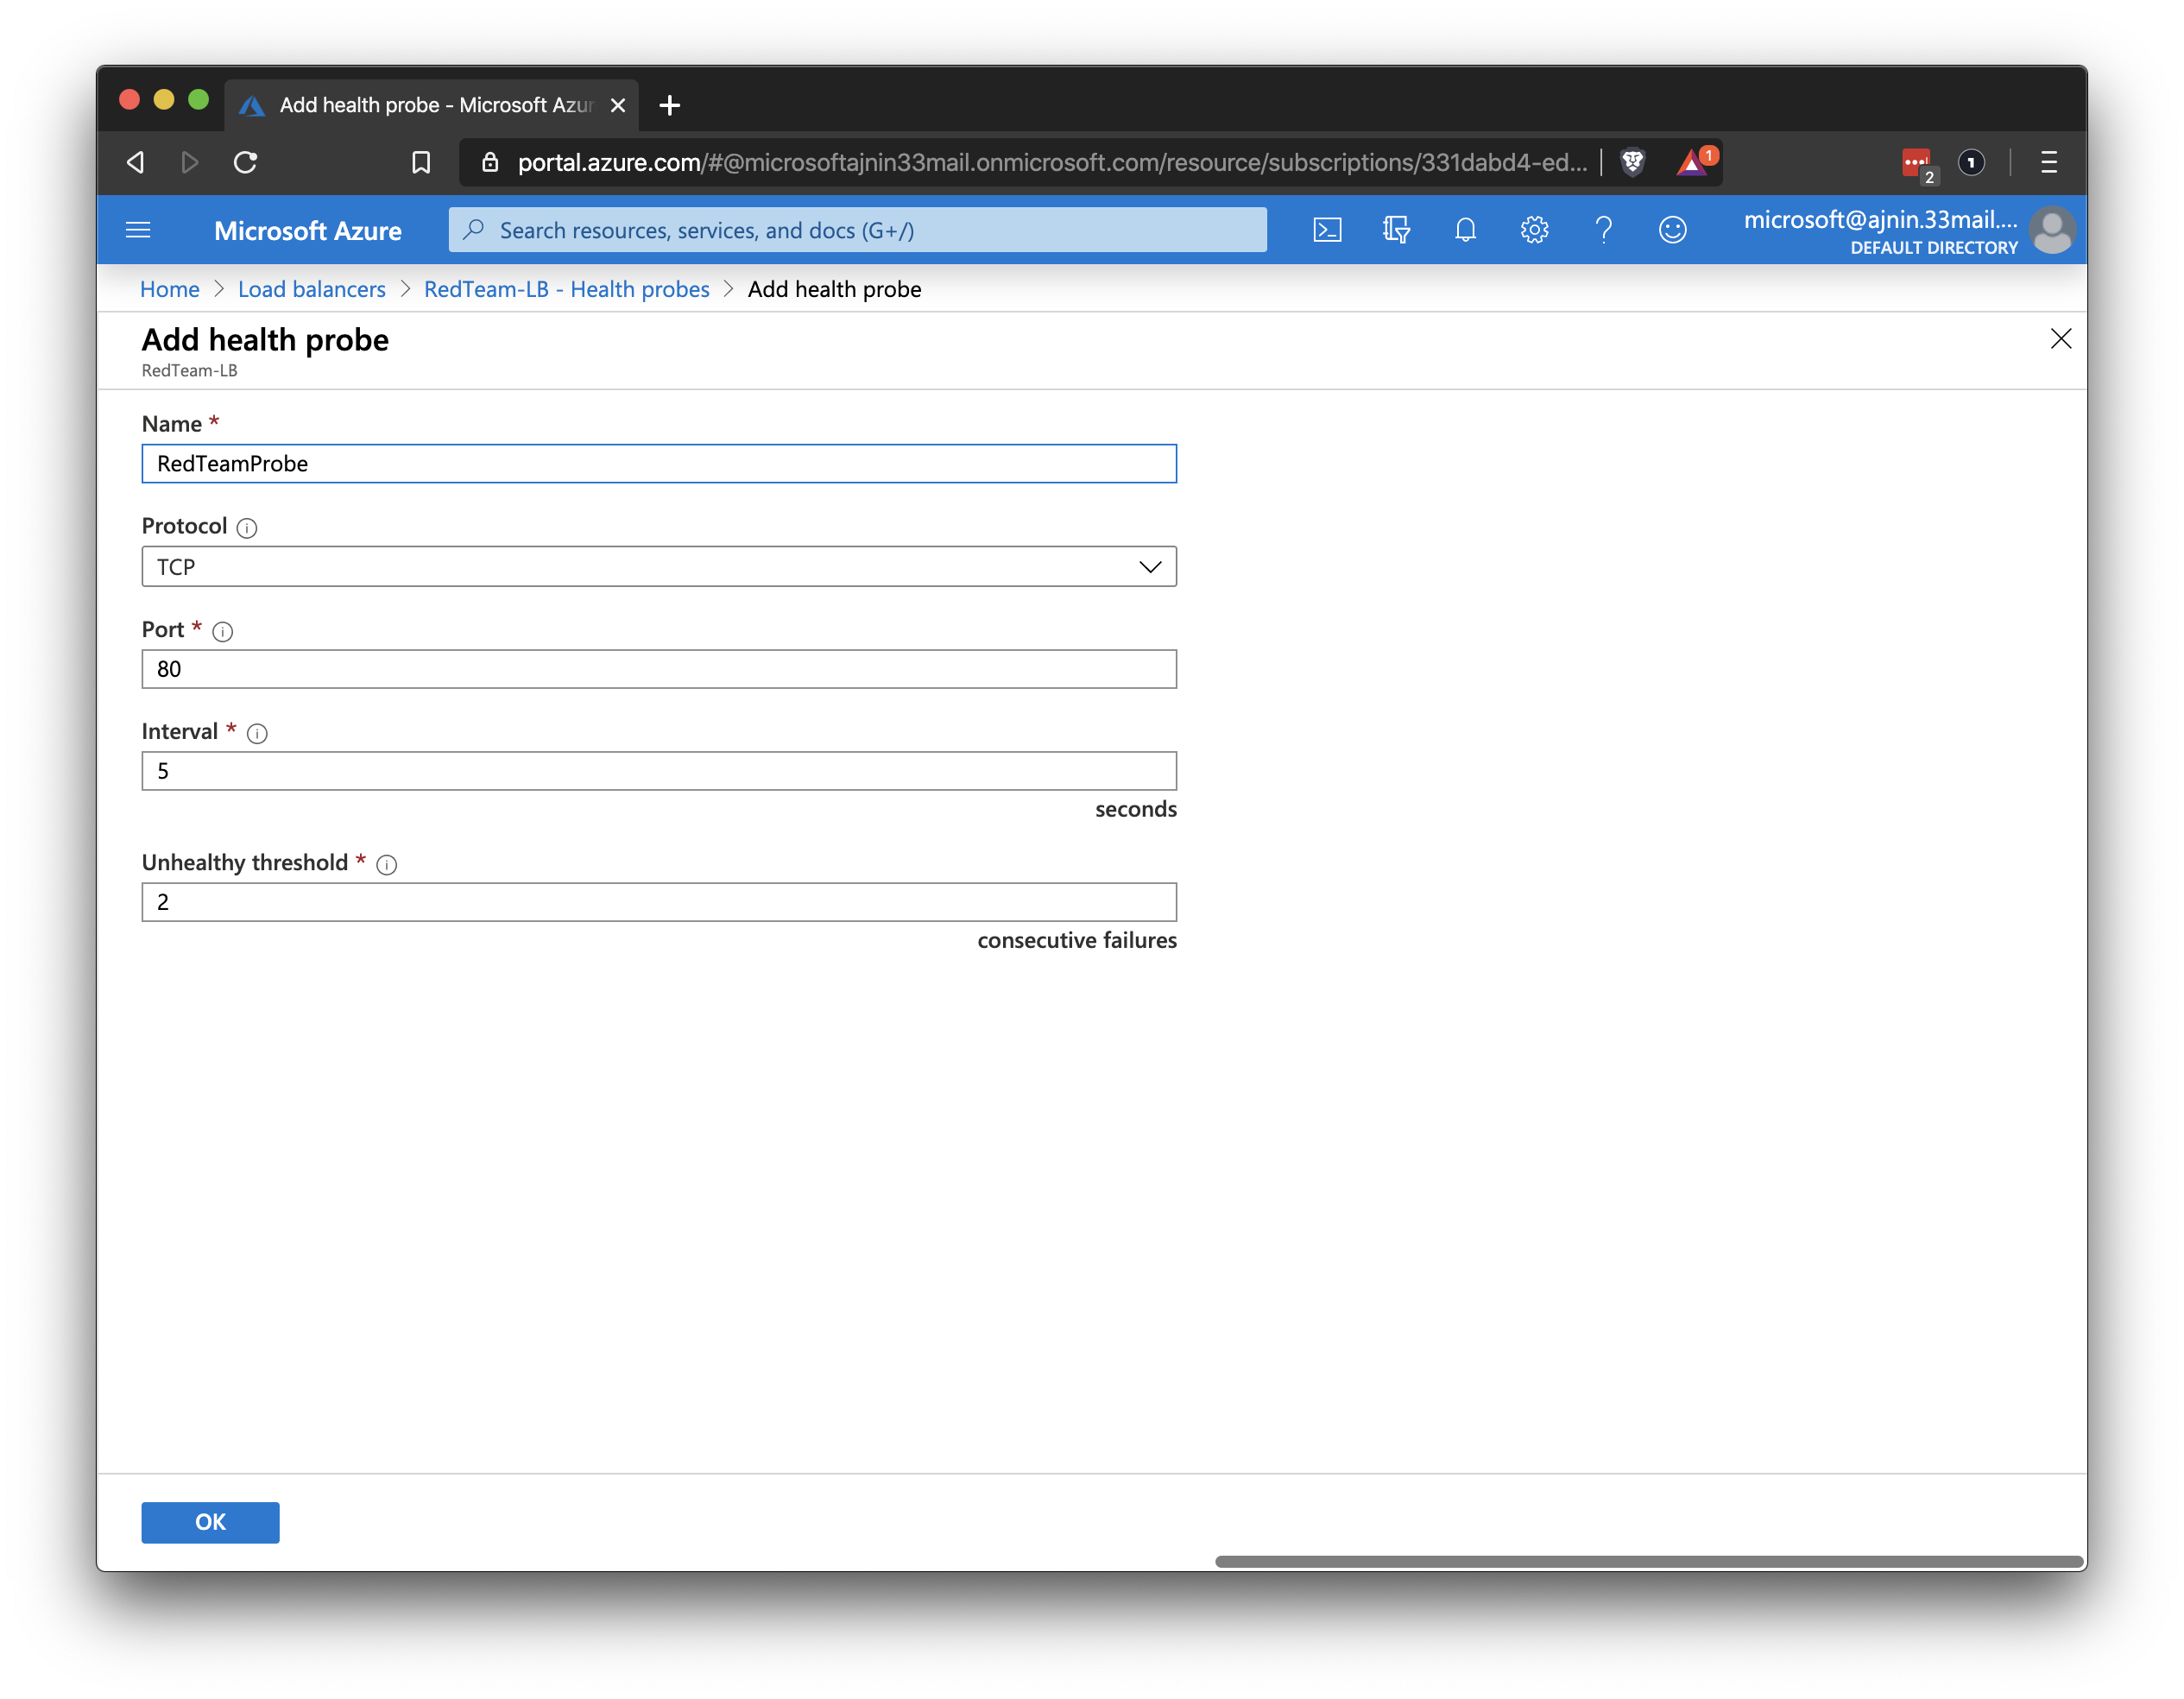 Add health probe - Microsoft Azur
portal.azure.com/#@microsoftajnin33mail.onmicrosoft.com/resource/subscriptions/331dabd4-ed...
1
2
1
Microsoft Azure
Search resources, services, and docs (G+/)
microsoft@ajnin.33mail....
DEFAULT DIRECTORY
Home > Load balancers > RedTeam-LB - Health probes > Add health probe
Add health probe
RedTeam-LB
Name *
RedTeamProbe
Protocol
TCP
Port *
80
Interval *
5
seconds
Unhealthy threshold *
2
consecutive failures
OK